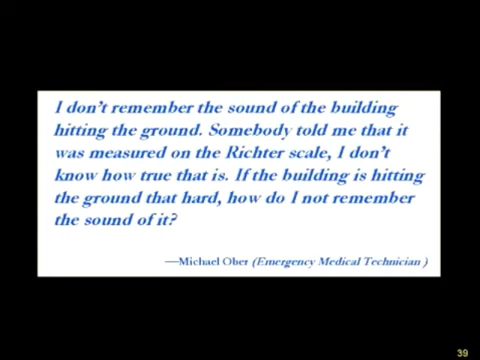 I don't remember the sound of the building
hitting the ground. Somebody told me that it
was measured on the Richter scale, I don't
know how true that is. If the building is hitting
the ground that hard, how do I not remember
the sound of it?
—Michael Ober (Emergency Medical Technician )
39